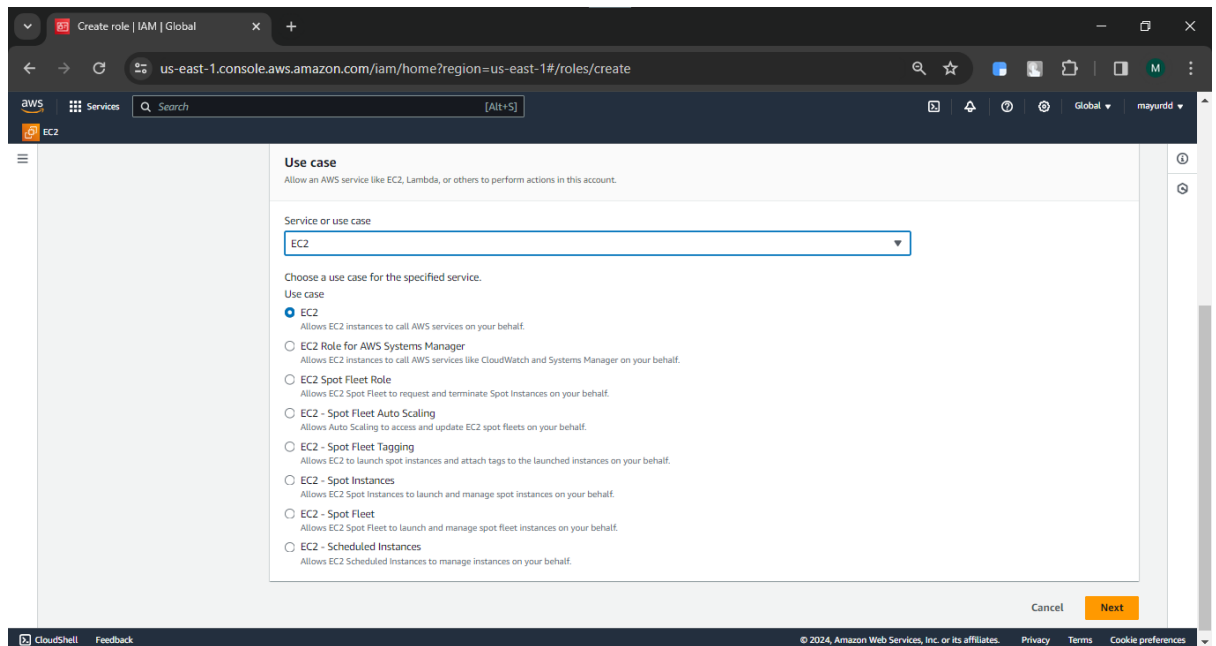 Create role | IAM | Global
us-east-1.console.aws.amazon.com/iam/home?region=us-east-1#/roles/create
M
aws
Services
Search
[Alt+S]
Global
mayurdd
EC2
Use case
Allow an AWS service like EC2, Lambda, or others to perform actions in this account.
Service or use case
EC2
Choose a use case for the specified service.
Use case
EC2
Allows EC2 instances to call AWS services on your behalf.
EC2 Role for AWS Systems Manager
Allows EC2 instances to call AWS services like CloudWatch and Systems Manager on your behalf.
EC2 Spot Fleet Role
Allows EC2 Spot Fleet to request and terminate Spot Instances on your behalf.
EC2 - Spot Fleet Auto Scaling
Allows Auto Scaling to access and update EC2 spot fleets on your behalf.
EC2 - Spot Fleet Tagging
Allows EC2 to launch spot instances and attach tags to the launched instances on your behalf.
EC2 - Spot Instances
Allows EC2 Spot Instances to launch and manage spot instances on your behalf.
EC2 - Spot Fleet
Allows EC2 Spot Fleet to launch and manage spot fleet instances on your behalf.
EC2 - Scheduled Instances
Allows EC2 Scheduled Instances to manage instances on your behalf.
Cancel
Next
CloudShell
Feedback
© 2024, Amazon Web Services, Inc. or its affiliates.
Privacy
Terms
Cookie preferences